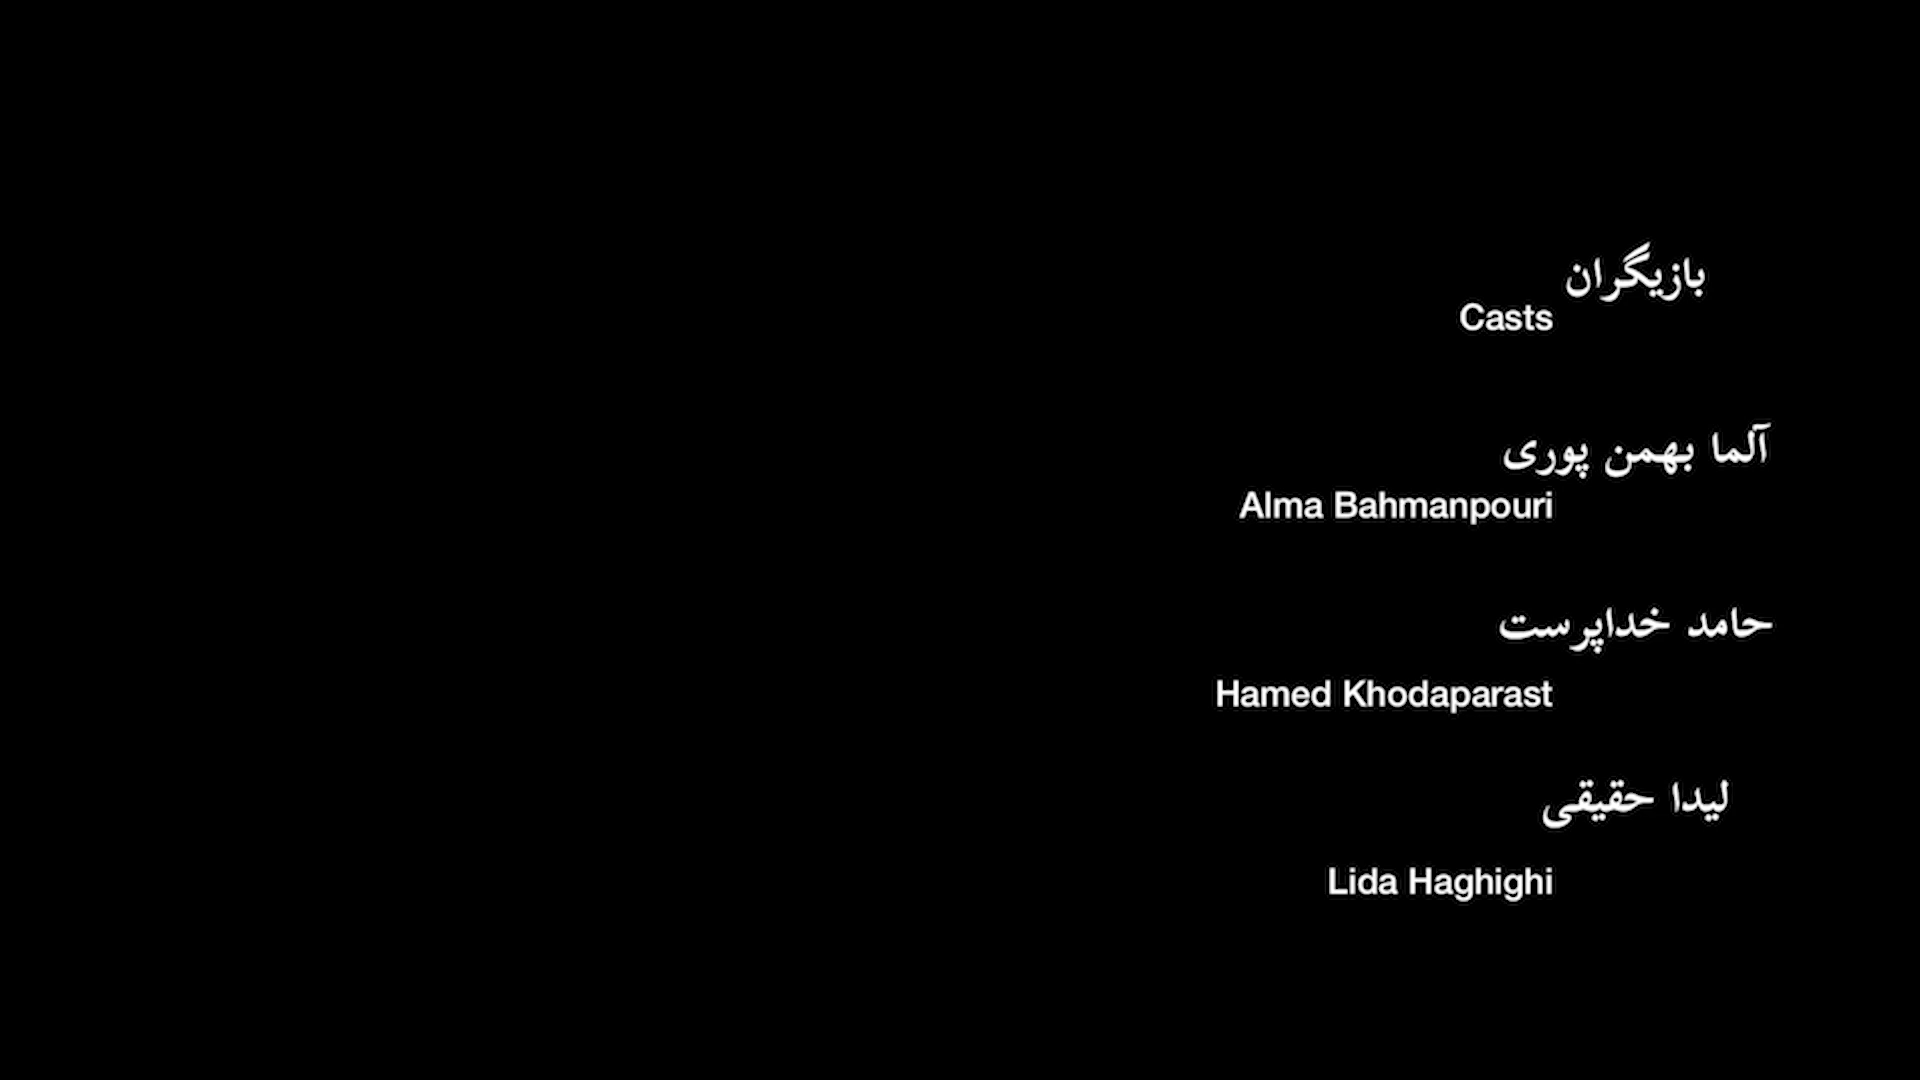 بازیگران
Casts
آلما بهمن پوری
Alma Bahmanpouri
حامد خداپرست
Hamed Khodaparast
لیدا حقیقی
Lida Haghighi